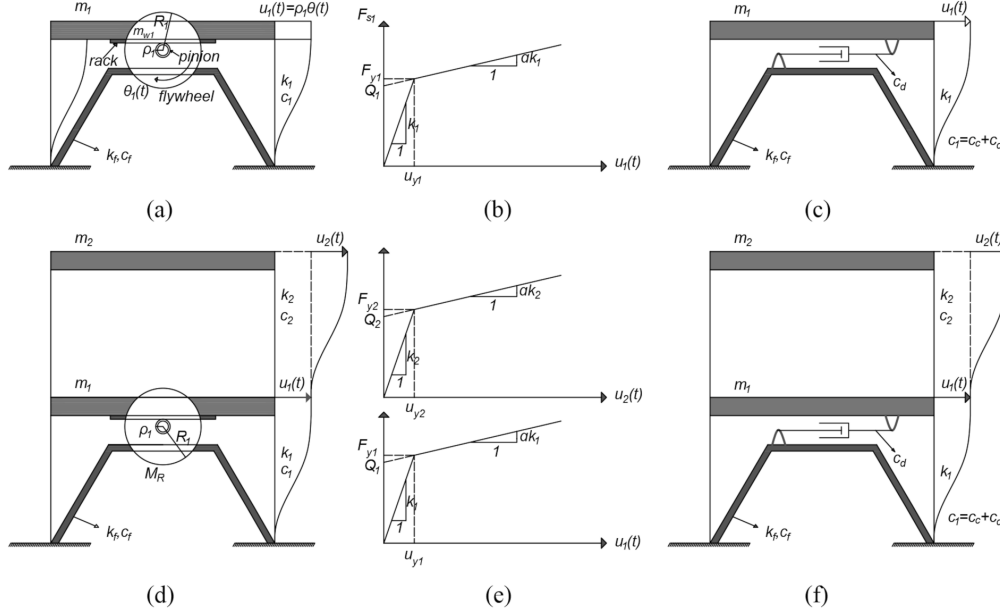 m1
R1
u1(t)=ρ1θ(t)
mw1
ρ1
pinion
rack
θ1(t)
flywheel
k1
c1
kf,cf
(a)
Fs1
Fy1
Q1
αk1
1
k1
1
uy1
u1(t)
(b)
m1
u1(t)
cd
k1
kf,cf
c1=cc+cd
(c)
m2
u2(t)
k2
c2
m1
u1(t)
ρ1
R1
MR
k1
c1
kf,cf
(d)
Fy2
Q2
αk2
1
k2
1
uy2
u2(t)
Fy1
Q1
αk1
1
k1
1
uy1
u1(t)
(e)
m2
u2(t)
k2
c2
m1
u1(t)
cd
k1
kf,cf
c1=cc+cd
(f)